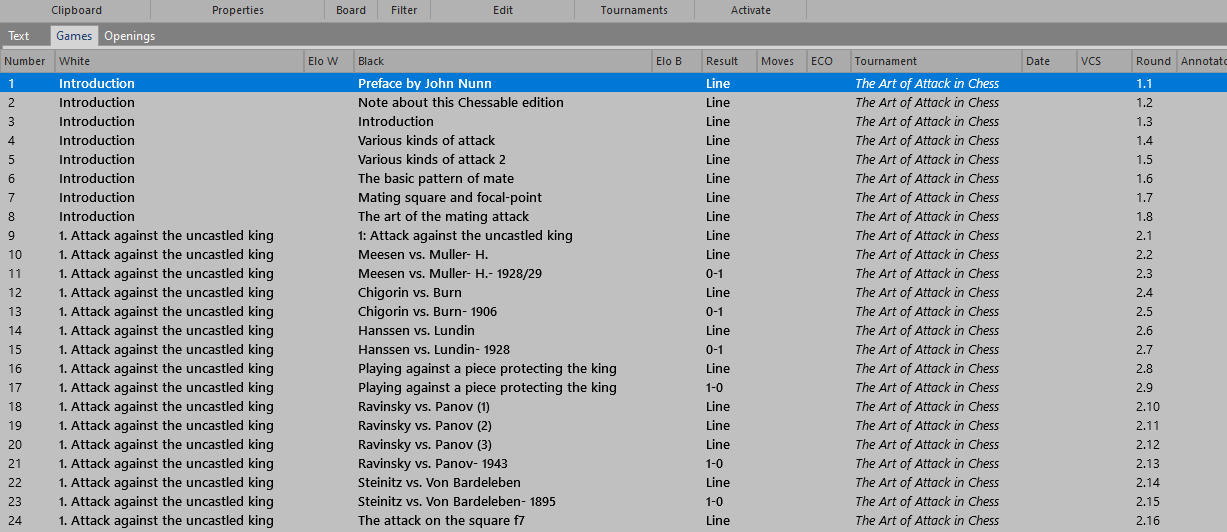 Clipboard Properties Board Filter Edit Tournaments Activate
Text Games Openings
Number White Elo W Black Elo B Result Moves ECO Tournament Date VCS Round Annotato
1 Introduction Preface by John Nunn Line The Art of Attack in Chess 1.1
2 Introduction Note about this Chessable edition Line The Art of Attack in Chess 1.2
3 Introduction Introduction Line The Art of Attack in Chess 1.3
4 Introduction Various kinds of attack Line The Art of Attack in Chess 1.4
5 Introduction Various kinds of attack 2 Line The Art of Attack in Chess 1.5
6 Introduction The basic pattern of mate Line The Art of Attack in Chess 1.6
7 Introduction Mating square and focal-point Line The Art of Attack in Chess 1.7
8 Introduction The art of the mating attack Line The Art of Attack in Chess 1.8
9 1. Attack against the uncastled king 1: Attack against the uncastled king Line The Art of Attack in Chess 2.1
10 1. Attack against the uncastled king Meesen vs. Muller- H. Line The Art of Attack in Chess 2.2
11 1. Attack against the uncastled king Meesen vs. Muller- H.- 1928/29 0-1 The Art of Attack in Chess 2.3
12 1. Attack against the uncastled king Chigorin vs. Burn Line The Art of Attack in Chess 2.4
13 1. Attack against the uncastled king Chigorin vs. Burn- 1906 0-1 The Art of Attack in Chess 2.5
14 1. Attack against the uncastled king Hanssen vs. Lundin Line The Art of Attack in Chess 2.6
15 1. Attack against the uncastled king Hanssen vs. Lundin- 1928 0-1 The Art of Attack in Chess 2.7
16 1. Attack against the uncastled king Playing against a piece protecting the king Line The Art of Attack in Chess 2.8
17 1. Attack against the uncastled king Playing against a piece protecting the king 1-0 The Art of Attack in Chess 2.9
18 1. Attack against the uncastled king Ravinsky vs. Panov (1) Line The Art of Attack in Chess 2.10
19 1. Attack against the uncastled king Ravinsky vs. Panov (2) Line The Art of Attack in Chess 2.11
20 1. Attack against the uncastled king Ravinsky vs. Panov (3) Line The Art of Attack in Chess 2.12
21 1. Attack against the uncastled king Ravinsky vs. Panov- 1943 1-0 The Art of Attack in Chess 2.13
22 1. Attack against the uncastled king Steinitz vs. Von Bardeleben Line The Art of Attack in Chess 2.14
23 1. Attack against the uncastled king Steinitz vs. Von Bardeleben- 1895 1-0 The Art of Attack in Chess 2.15
24 1. Attack against the uncastled king The attack on the square f7 Line The Art of Attack in Chess 2.16